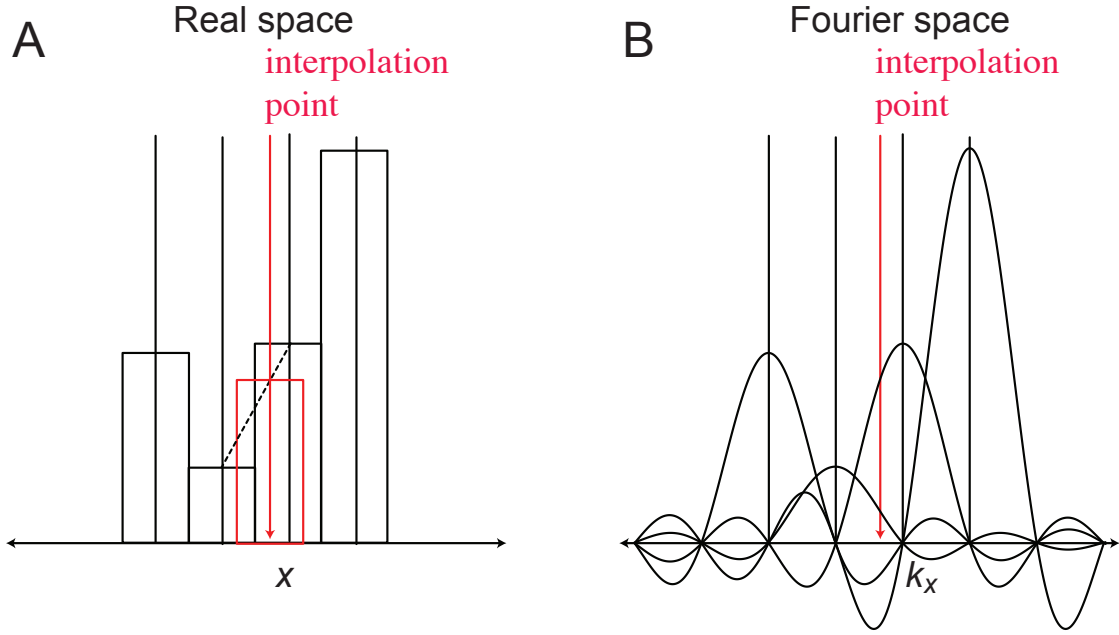 A
Real space
interpolation
point
x
B
Fourier space
interpolation
point
kx